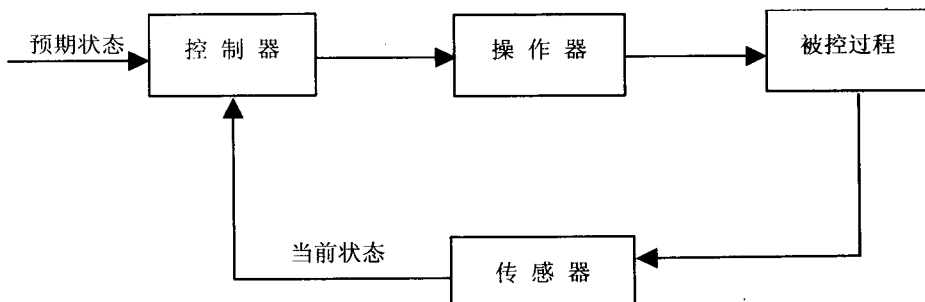 预期状态
控制器
操作器
被控过程
当前状态
传感器